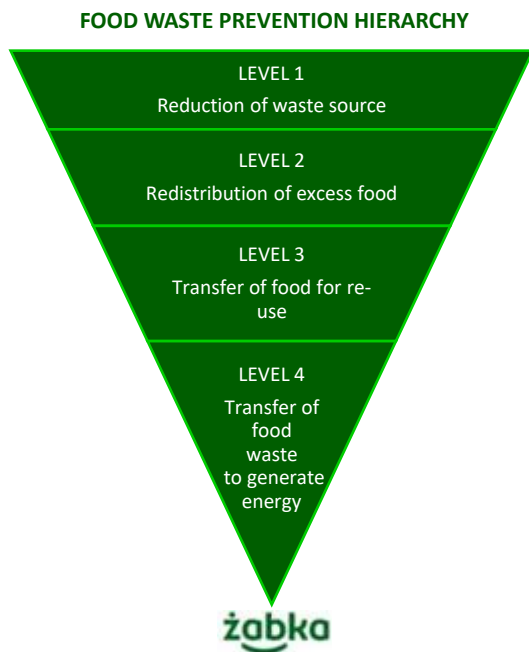 FOOD WASTE PREVENTION HIERARCHY
LEVEL 1
Reduction of waste source
LEVEL 2
Redistribution of excess food
LEVEL 3
Transfer of food for re-
use
LEVEL 4
Transfer of
food
waste
to generate
energy
żabka